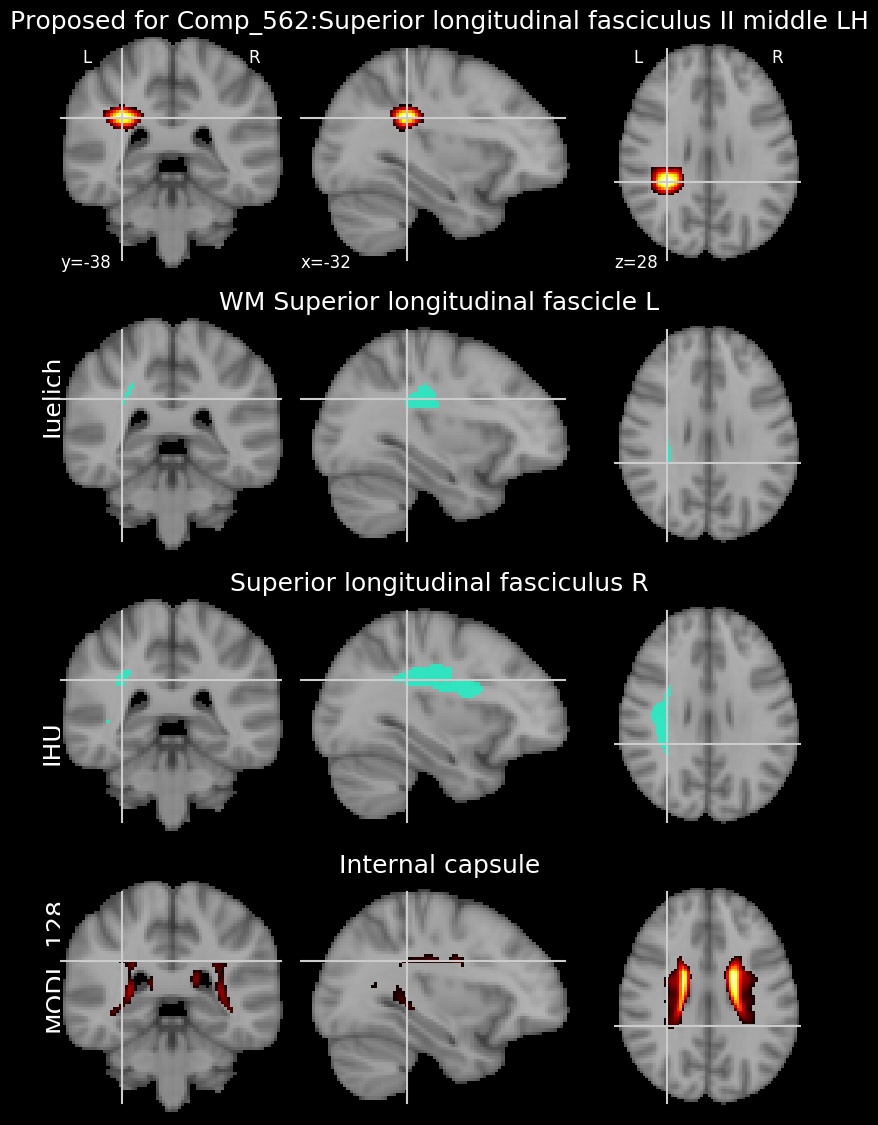 Proposed for Comp_562:Superior longitudinal fasciculus II middle LH
L R L R
y=-38 x=-32 z=28
WM Superior longitudinal fascicle L
Juelich
Superior longitudinal fasciculus R
IHU
Internal capsule
MODL_128